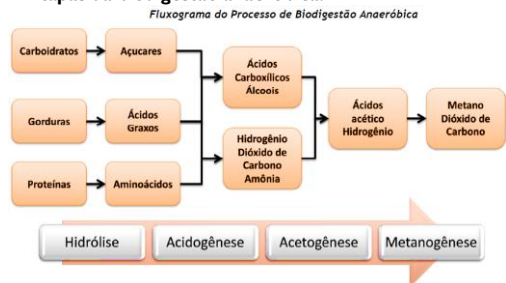 Fluxograma do Processo de Biodigestão Anaeróbica
Carboidratos
Açucares
Ácidos
Carboxílicos
Álcoois
Gorduras
Ácidos
Graxos
Hidrogênio
Dióxido de
Carbono
Amônia
Ácidos
acético
Hidrogênio
Metano
Dióxido de
Carbono
Proteínas
Aminoácidos
Hidrólise
Acidogênese
Acetogênese
Metanogênese